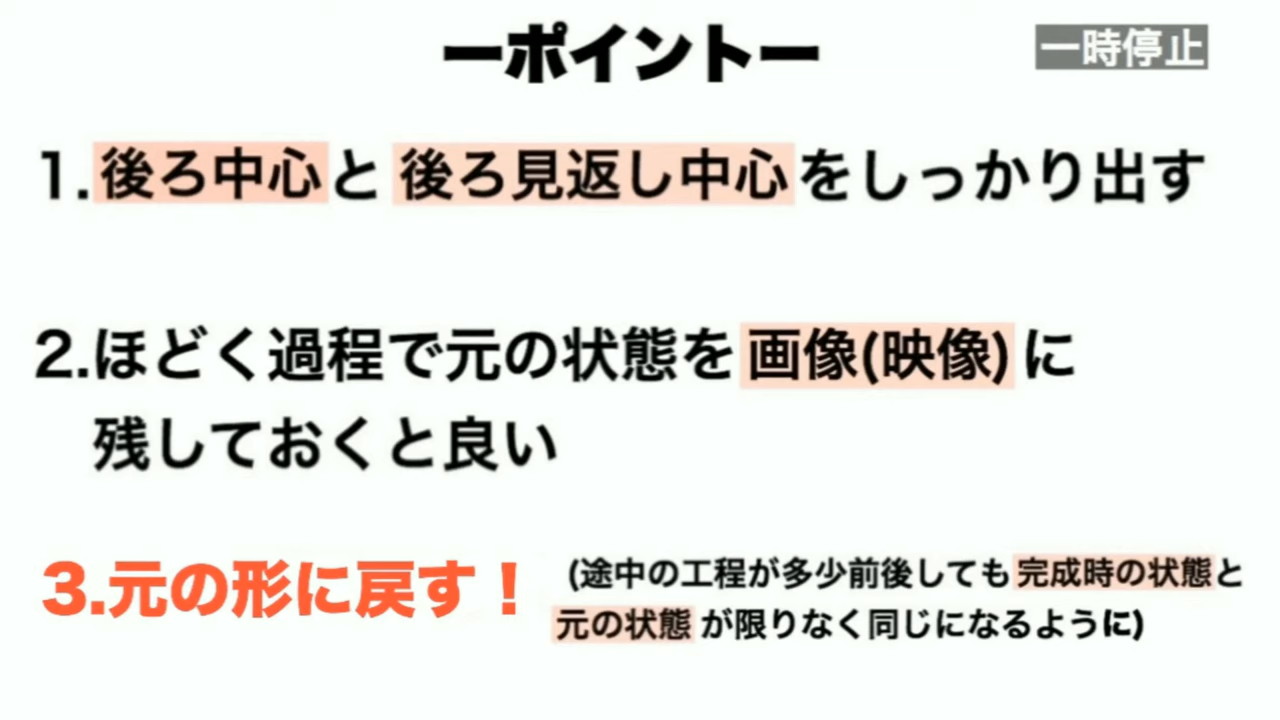 ーポイントー
一時停止
1.後ろ中心と 後ろ見返し中心をしっかり出す
2.ほどく過程で元の状態を画像(映像)に
残しておくと良い
3.元の形に戻す！
(途中の工程が多少前後しても完成時の状態と
元の状態 が限りなく同じになるように)